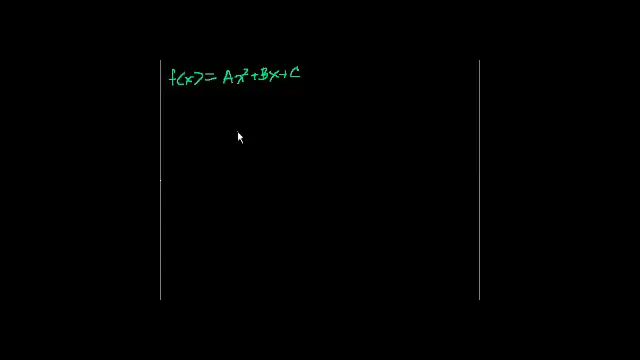 f(x) = Ax² + Bx + C